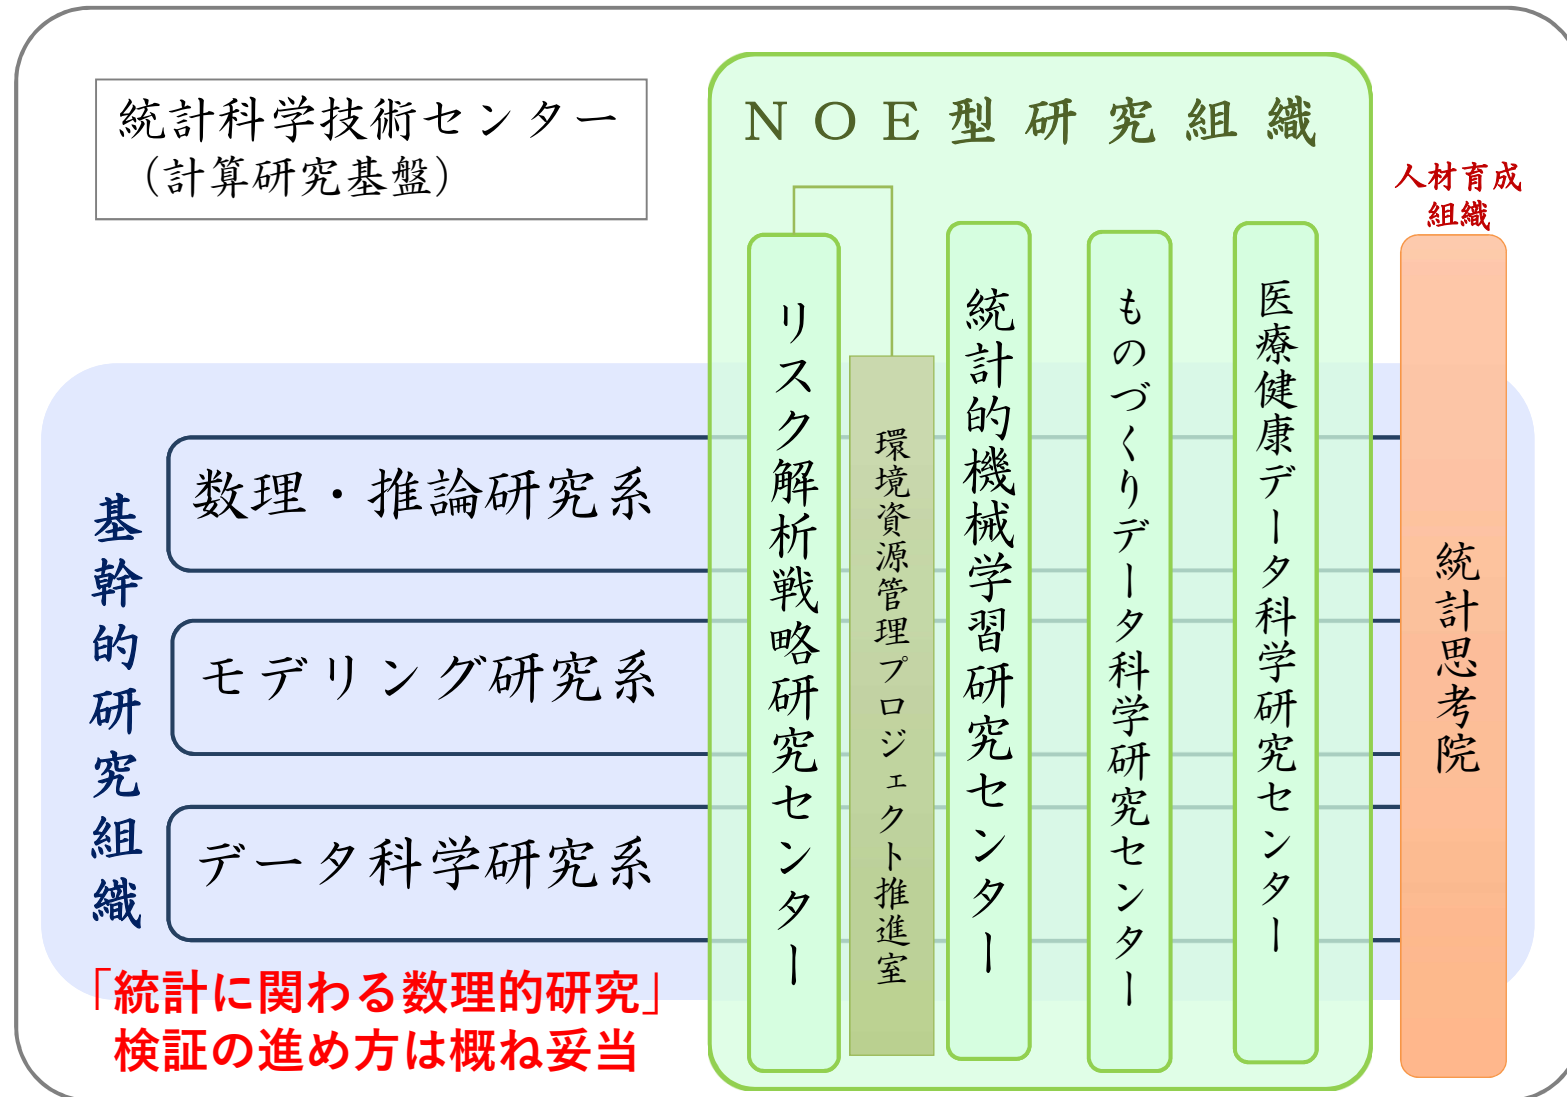 統計科学技術センター
（計算研究基盤）
ＮＯＥ型研究組織
人材育成
組織
リスク解析戦略研究センター
環境資源管理プロジェクト推進室
統計的機械学習研究センター
ものづくりデータ科学研究センター
医療健康データ科学研究センター
統計思考院
基幹的研究組織
数理・推論研究系
モデリング研究系
データ科学研究系
「統計に関わる数理的研究」
検証の進め方は概ね妥当